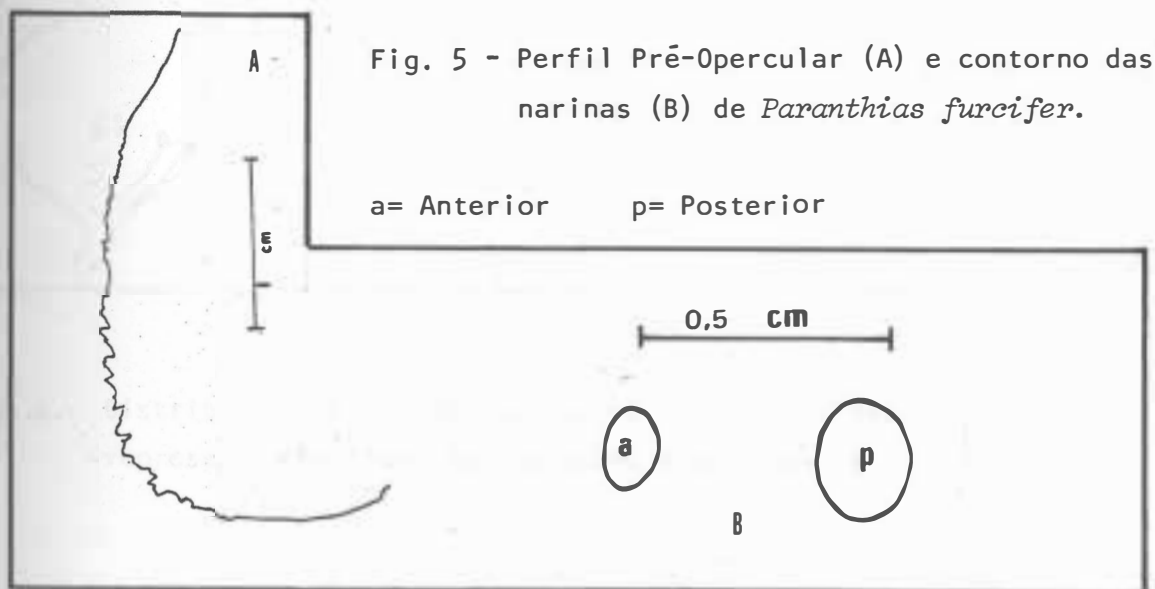 A
Fig. 5 - Perfil Pré-Opercular (A) e contorno das
narinas (B) de Paranthias furcifer.
a= Anterior p= Posterior
0,5 cm
a
p
B